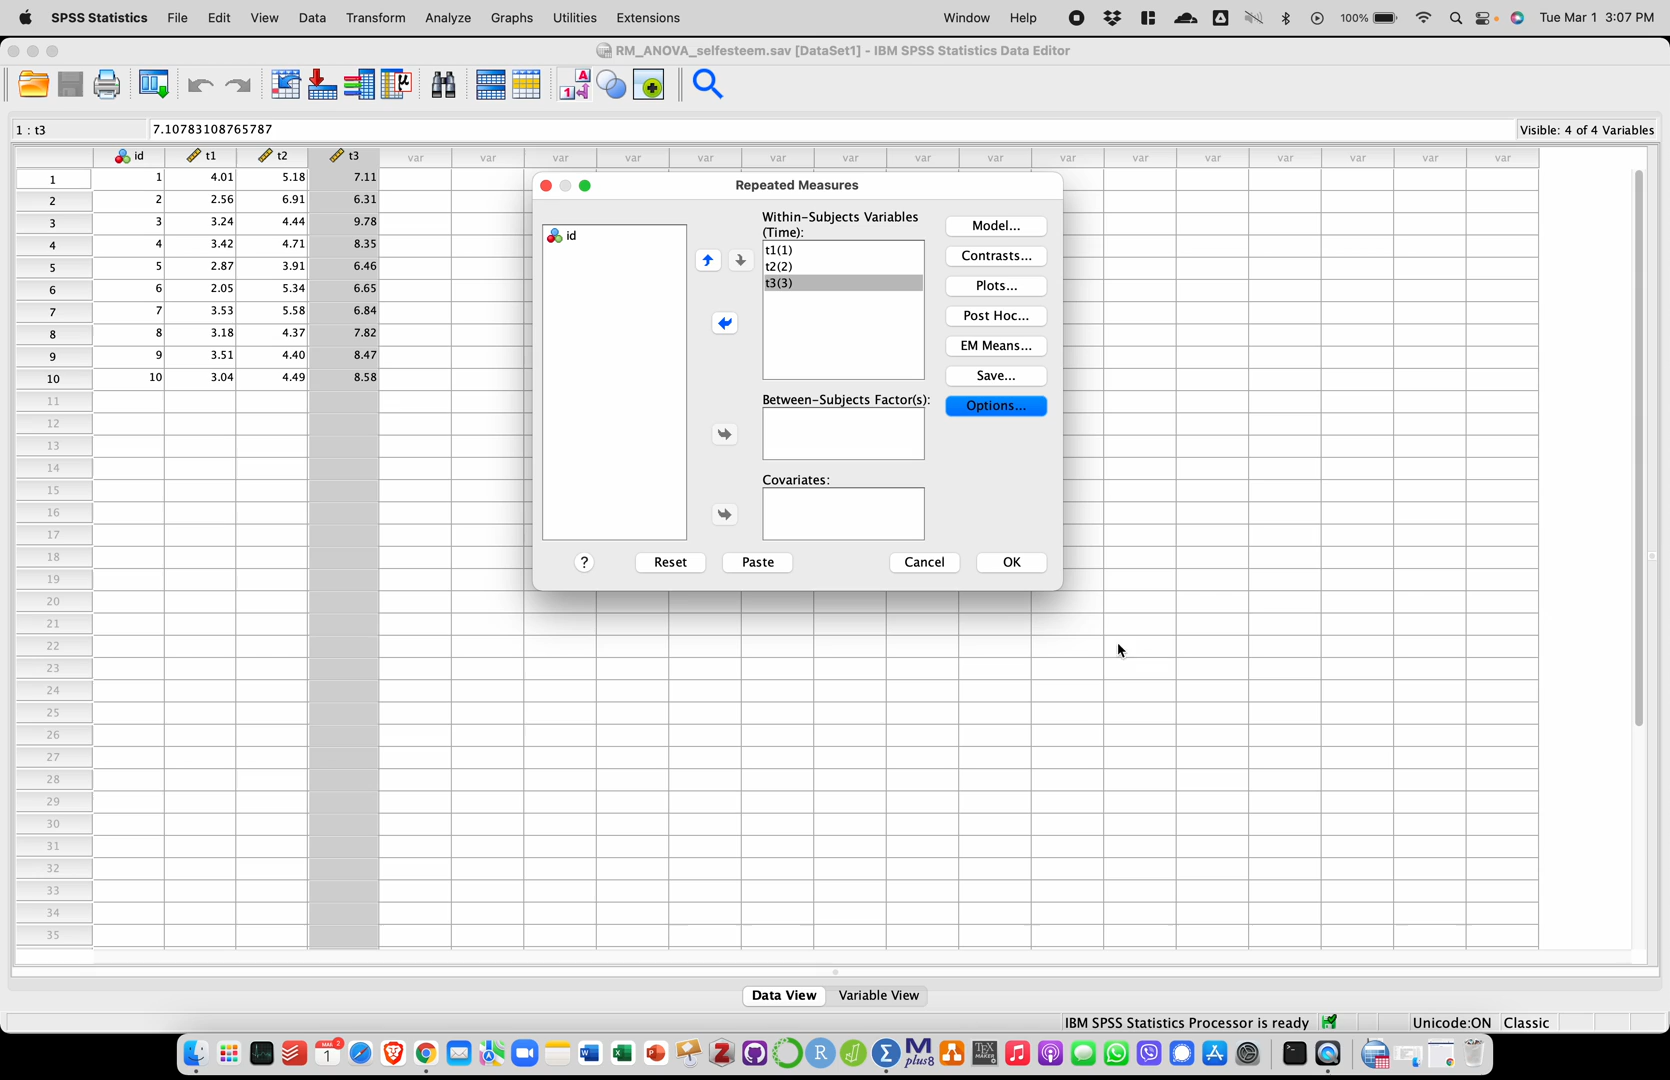 SPSS Statistics File Edit View Data Transform Analyze Graphs Utilities Extensions Window Help 100% Tue Mar 1 3:07 PM
RM_ANOVA_selfesteem.sav [DataSet1] - IBM SPSS Statistics Data Editor
1 : t3 7.10783108765787 Visible: 4 of 4 Variables
id t1 t2 t3 var var var var var var var var var var var var var var var var
1 1 4.01 5.18 7.11
2 2 2.56 6.91 6.31
3 3 3.24 4.44 9.78
4 4 3.42 4.71 8.35
5 5 2.87 3.91 6.46
6 6 2.05 5.34 6.65
7 7 3.53 5.58 6.84
8 8 3.18 4.37 7.82
9 9 3.51 4.40 8.47
10 10 3.04 4.49 8.58
11
12
13
14
15
16
17
18
19
20
21
22
23
24
25
26
27
28
29
30
31
32
33
34
35
Repeated Measures
id
Within-Subjects Variables
(Time):
t1(1)
t2(2)
t3(3)
Between-Subjects Factor(s):
Covariates:
Model...
Contrasts...
Plots...
Post Hoc...
EM Means...
Save...
Options...
? Reset Paste Cancel OK
Data View Variable View
IBM SPSS Statistics Processor is ready Unicode:ON Classic